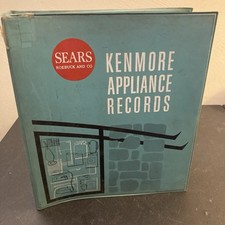 SEARS
ROEBUCK AND CO
KENMORE
APPLIANCE
RECORDS